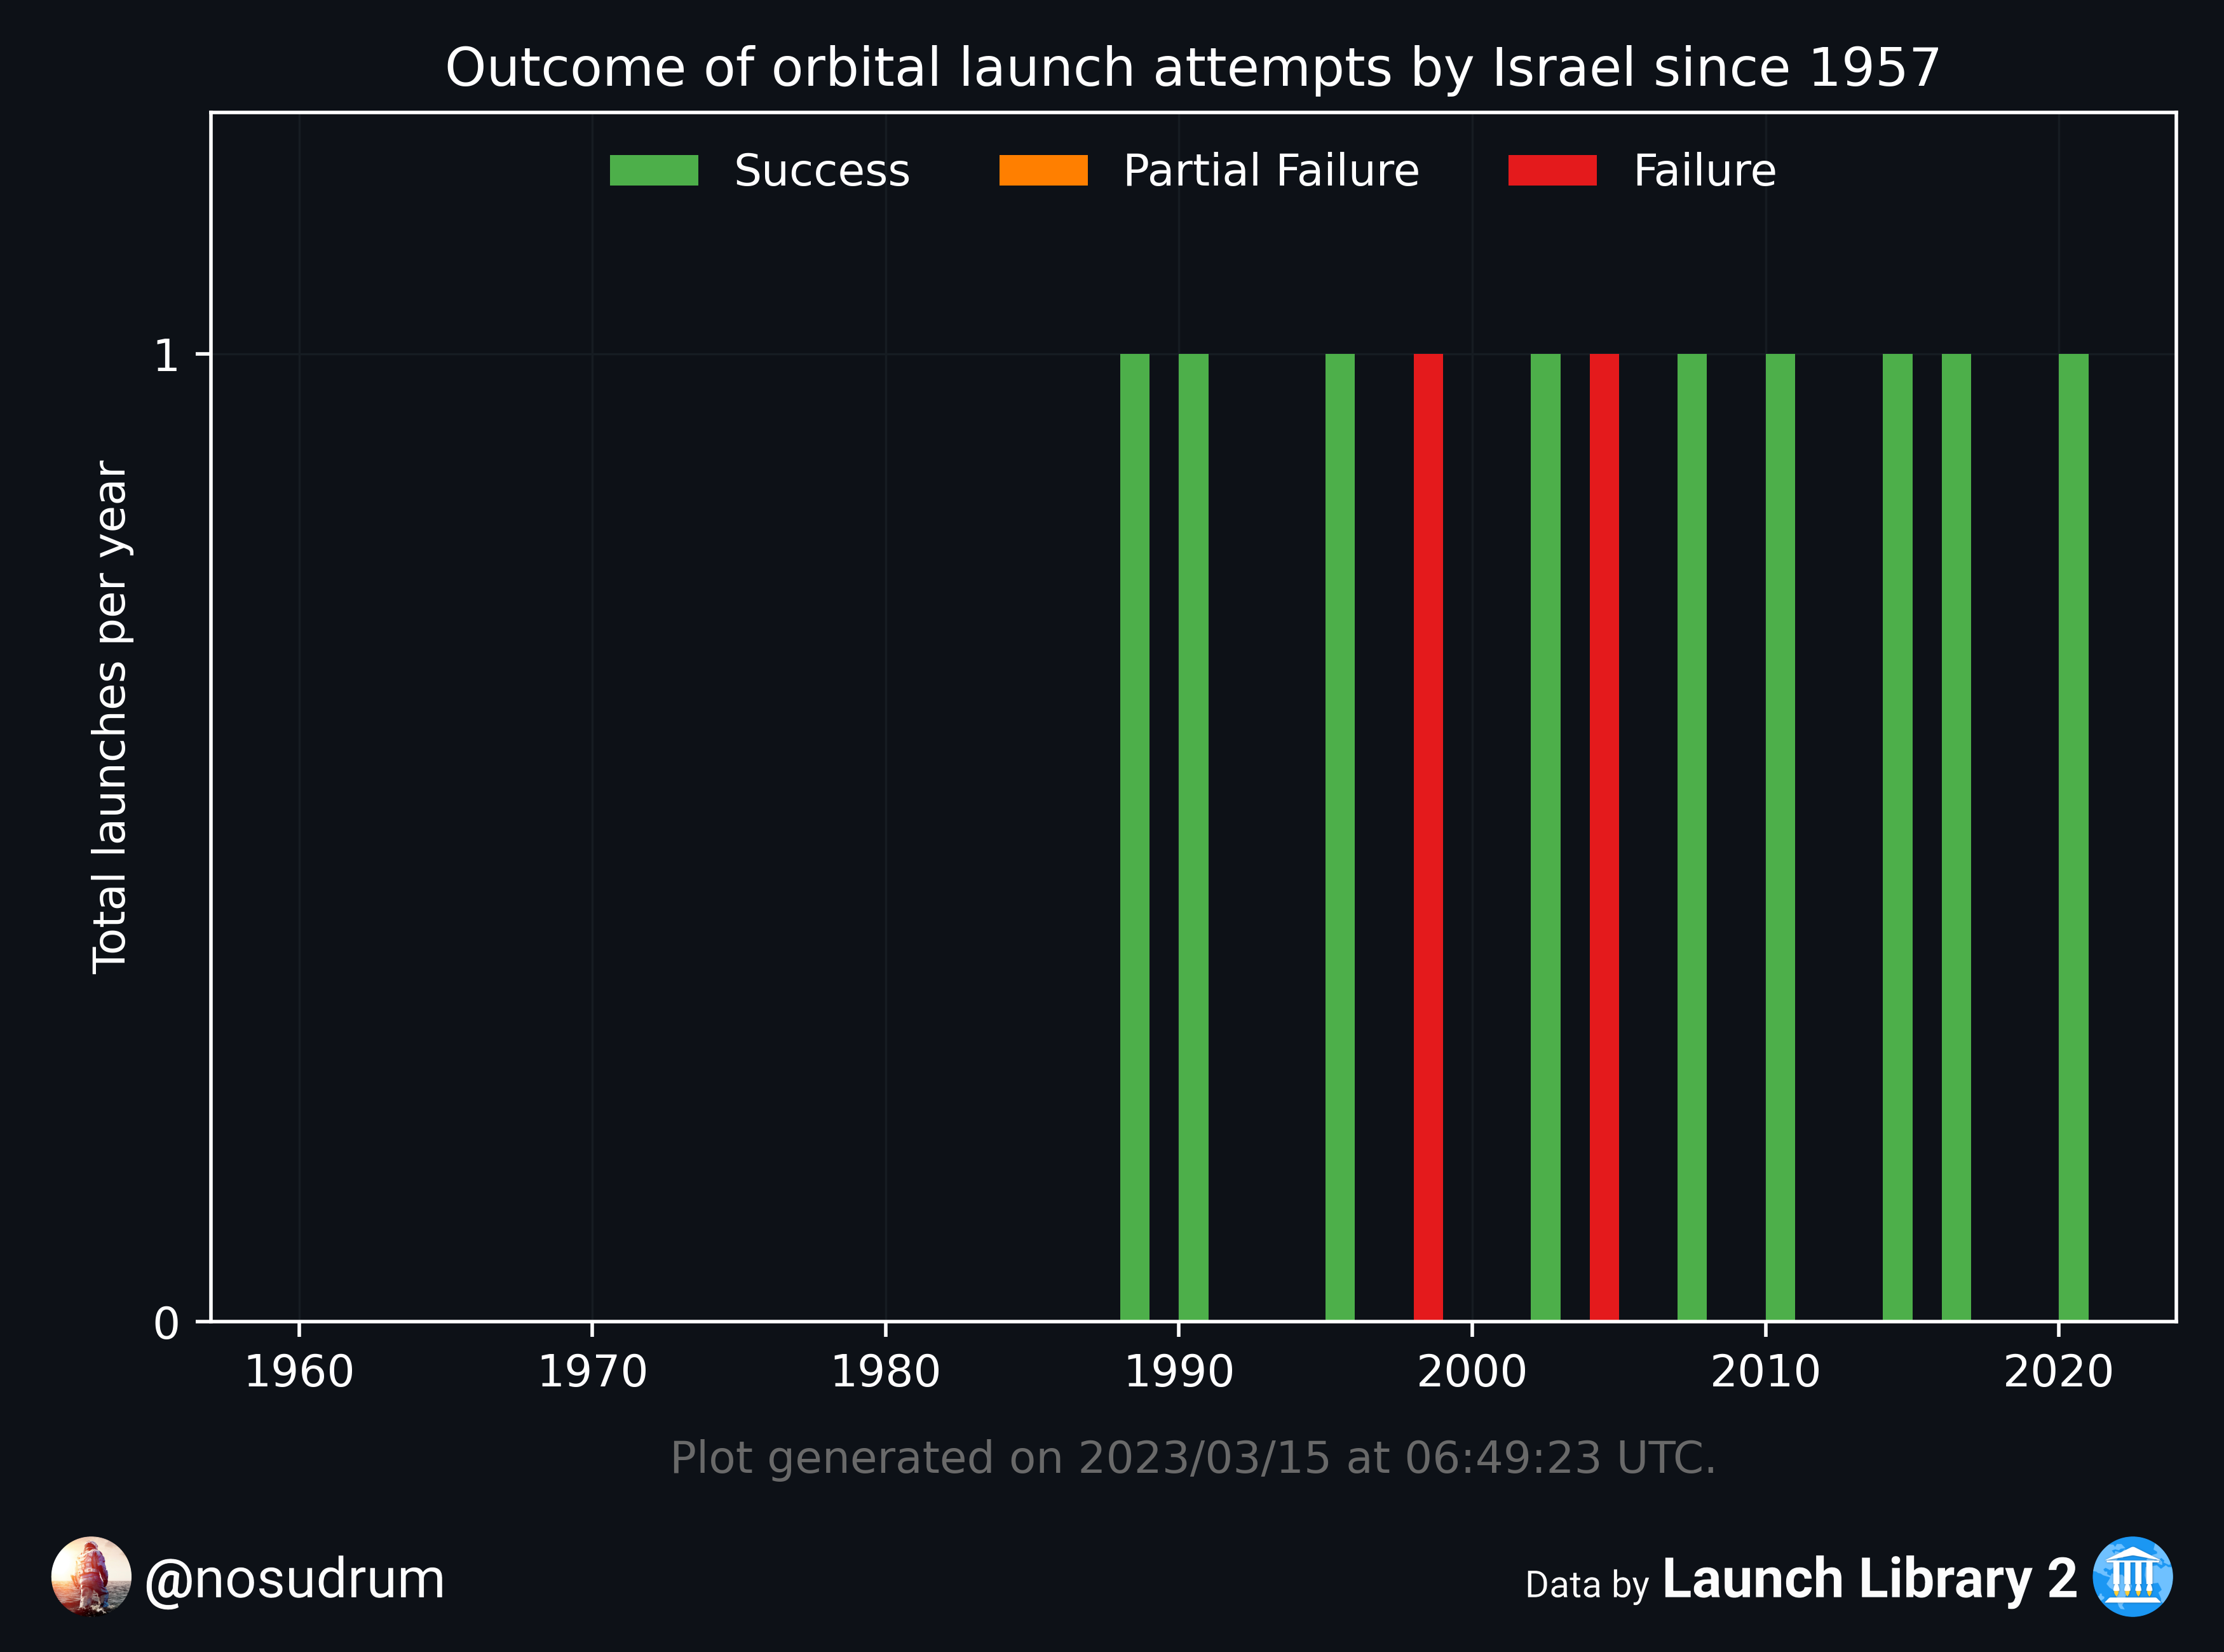 Outcome of orbital launch attempts by Israel since 1957
Success Partial Failure Failure
Total launches per year
1
0
1960 1970 1980 1990 2000 2010 2020
Plot generated on 2023/03/15 at 06:49:23 UTC.
@nosudrum
Data by Launch Library 2